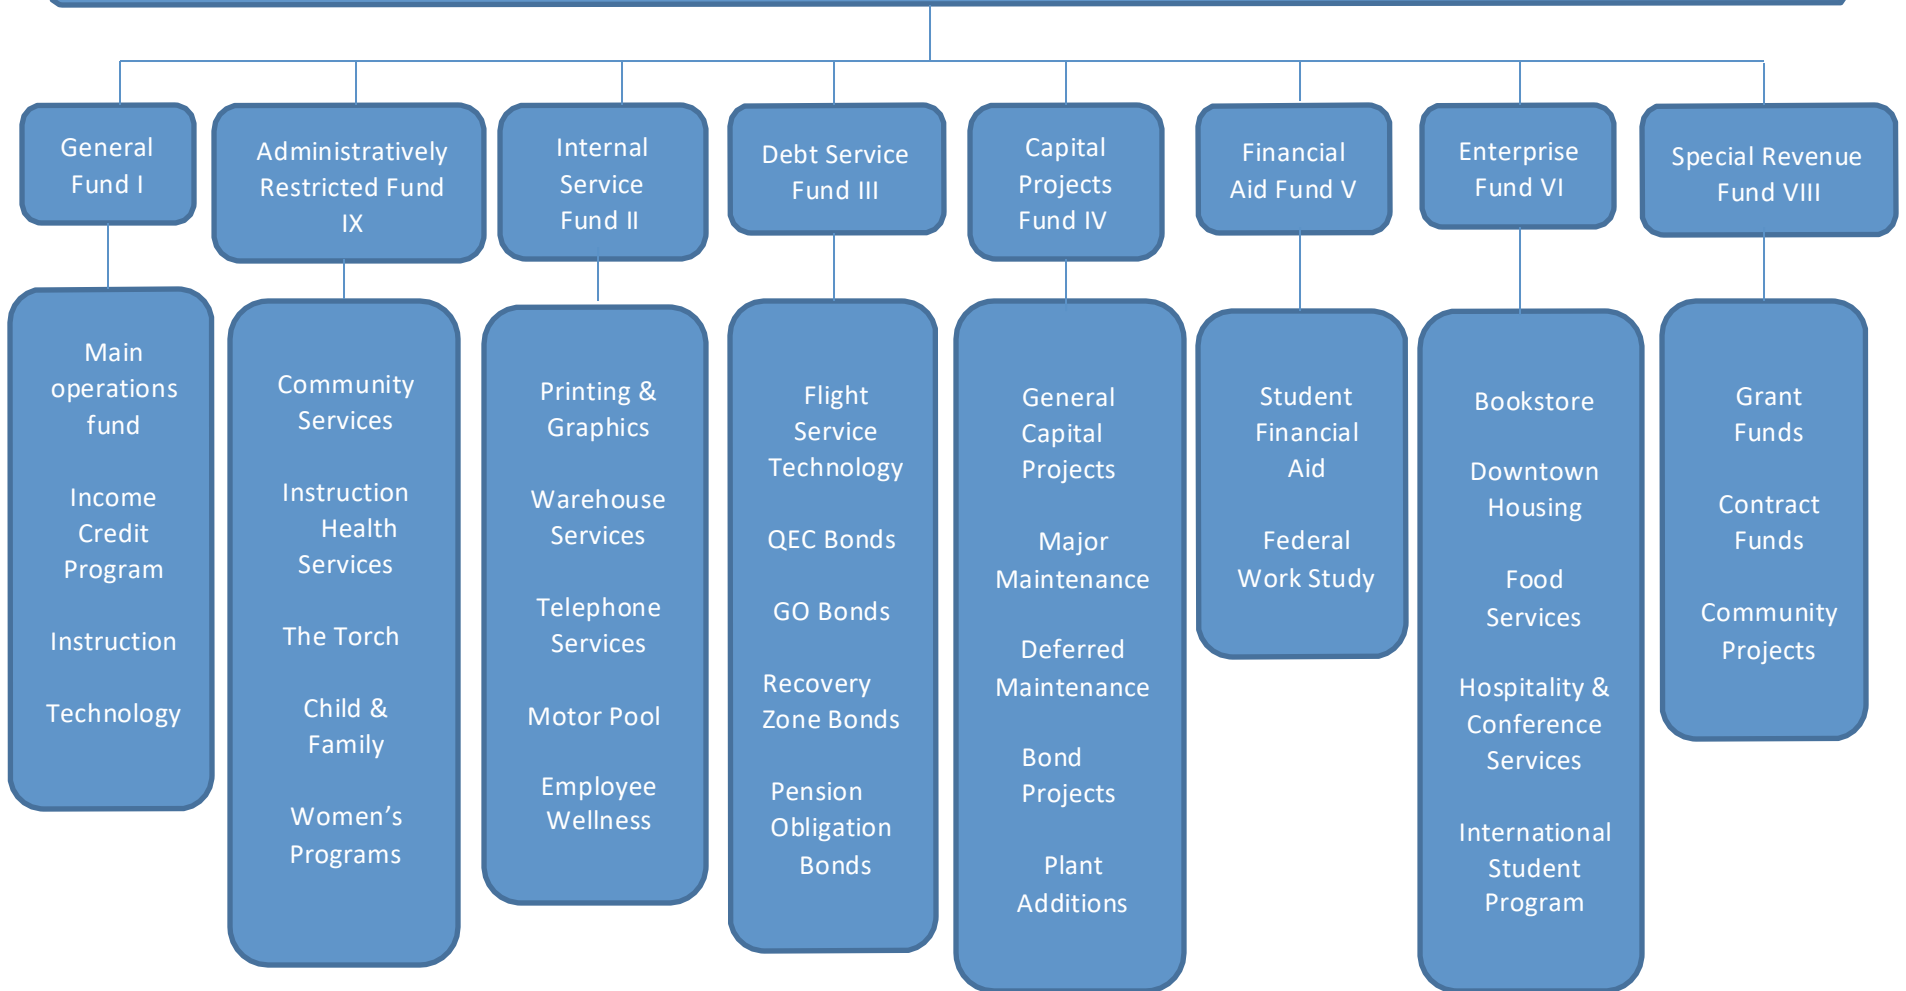 General
Fund I
Administratively
Restricted Fund
IX
Internal
Service
Fund II
Debt Service
Fund III
Capital
Projects
Fund IV
Financial
Aid Fund V
Enterprise
Fund VI
Special Revenue
Fund VIII
Main
operations
fund
Income
Credit
Program
Instruction
Technology
Community
Services
Instruction
Health
Services
The Torch
Child &
Family
Women’s
Programs
Printing &
Graphics
Warehouse
Services
Telephone
Services
Motor Pool
Employee
Wellness
Flight
Service
Technology
QEC Bonds
GO Bonds
Recovery
Zone Bonds
Pension
Obligation
Bonds
General
Capital
Projects
Major
Maintenance
Deferred
Maintenance
Bond
Projects
Plant
Additions
Student
Financial
Aid
Federal
Work Study
Bookstore
Downtown
Housing
Food
Services
Hospitality &
Conference
Services
International
Student
Program
Grant
Funds
Contract
Funds
Community
Projects